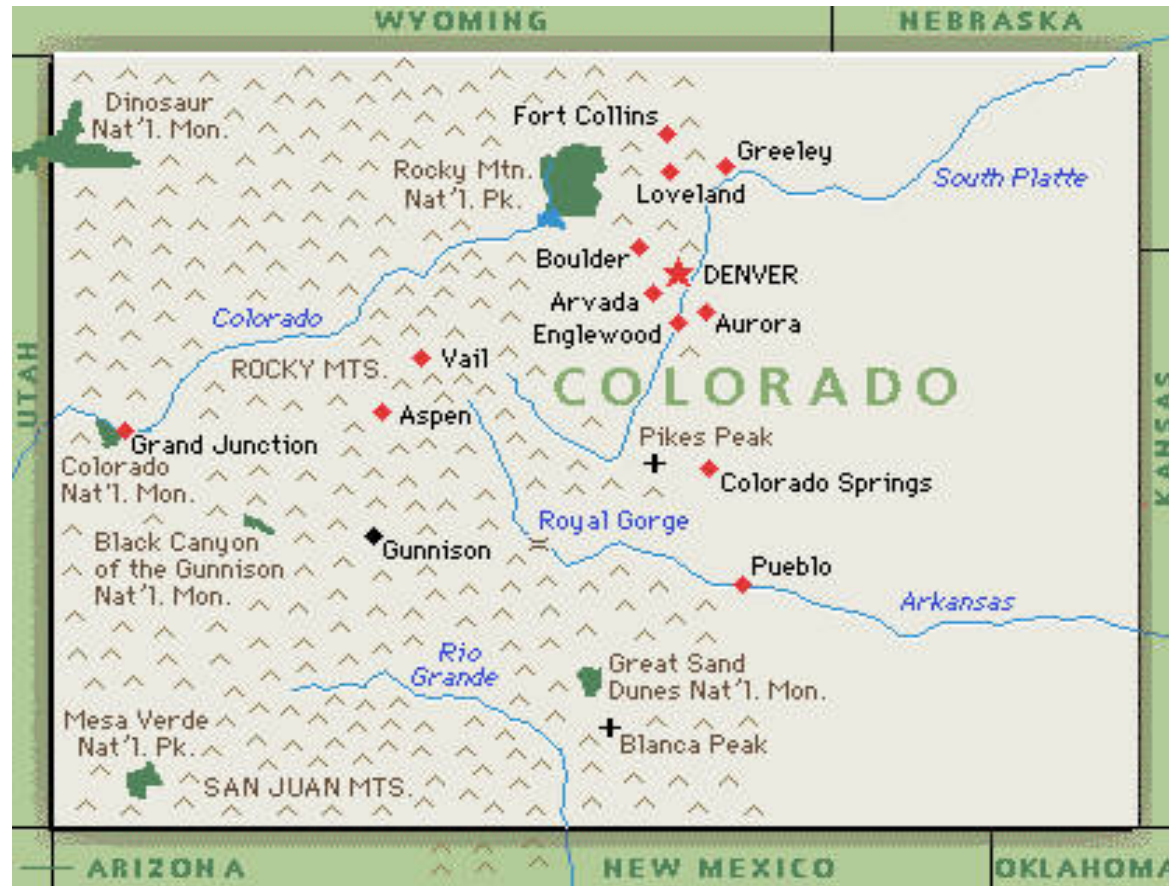 WYOMING
NEBRASKA
Dinosaur
Nat'l. Mon.
Fort Collins
Greeley
Rocky Mtn.
Nat'l. Pk.
Loveland
South Platte
Boulder
DENVER
Arvada
Aurora
Englewood
Colorado
UTAH
ROCKY MTS.
Vail
COLORADO
KANSAS
Aspen
Grand Junction
Pikes Peak
Colorado
Nat'l. Mon.
Colorado Springs
Royal Gorge
Black Canyon
of the Gunnison
Nat'l. Mon.
Gunnison
Pueblo
Arkansas
Rio
Grande
Great Sand
Dunes Nat'l. Mon.
Mesa Verde
Nat'l. Pk.
Blanca Peak
SAN JUAN MTS.
ARIZONA
NEW MEXICO
OKLAHOMA